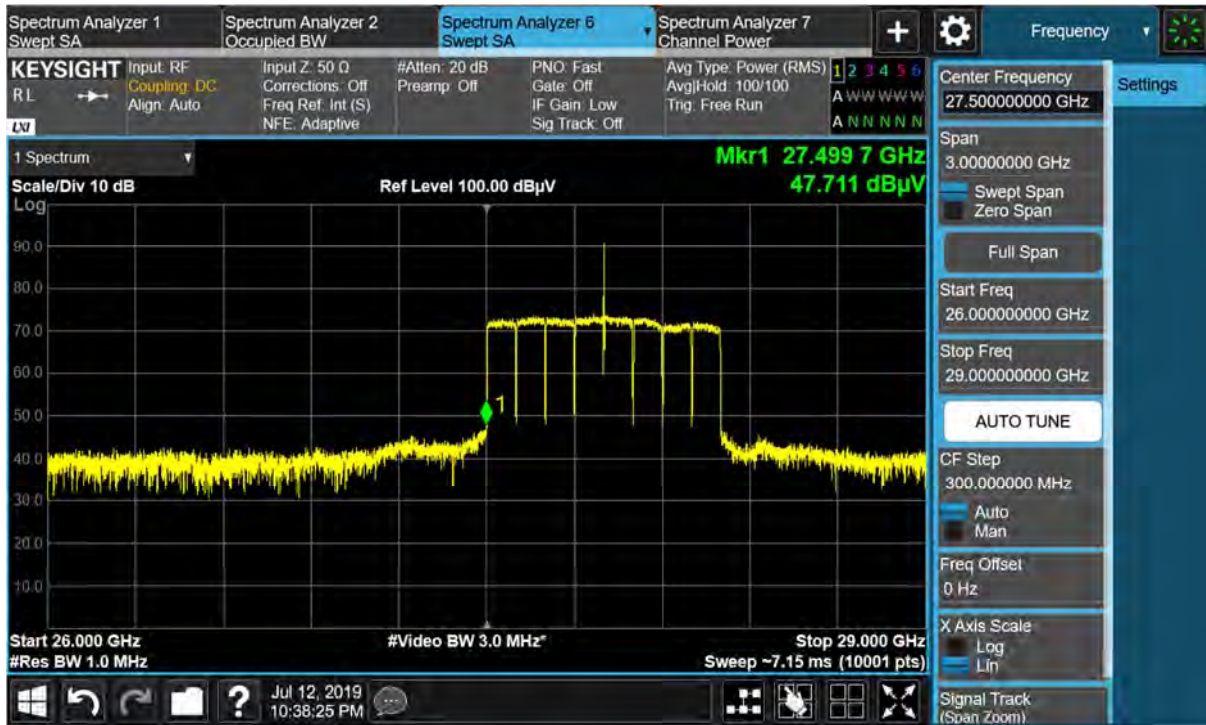 Spectrum Analyzer 1
Swept SA
Spectrum Analyzer 2
Occupied BW
Spectrum Analyzer 6
Swept SA
Spectrum Analyzer 7
Channel Power
+
Frequency
KEYSIGHT
RL
LXI
Input: RF
Coupling: DC
Align: Auto
Input Z: 50 Ω
Corrections: Off
Freq Ref: Int (S)
NFE: Adaptive
#Atten: 20 dB
Preamp: Off
PNO: Fast
Gate: Off
IF Gain: Low
Sig Track: Off
Avg Type: Power (RMS)
Avg|Hold: 100/100
Trig: Free Run
1 2 3 4 5 6
A W W W W W
A N N N N N
1 Spectrum
Scale/Div 10 dB
Log
Ref Level 100.00 dBµV
Mkr1 27.499 7 GHz
47.711 dBµV
90.0
80.0
70.0
60.0
50.0
40.0
30.0
20.0
10.0
1
Start 26.000 GHz
#Res BW 1.0 MHz
#Video BW 3.0 MHz*
Stop 29.000 GHz
Sweep ~7.15 ms (10001 pts)
?
Jul 12, 2019
10:38:25 PM
Center Frequency
27.500000000 GHz
Settings
Span
3.00000000 GHz
Swept Span
Zero Span
Full Span
Start Freq
26.000000000 GHz
Stop Freq
29.000000000 GHz
AUTO TUNE
CF Step
300.000000 MHz
Auto
Man
Freq Offset
0 Hz
X Axis Scale
Log
Lin
Signal Track
(Span Zoom)